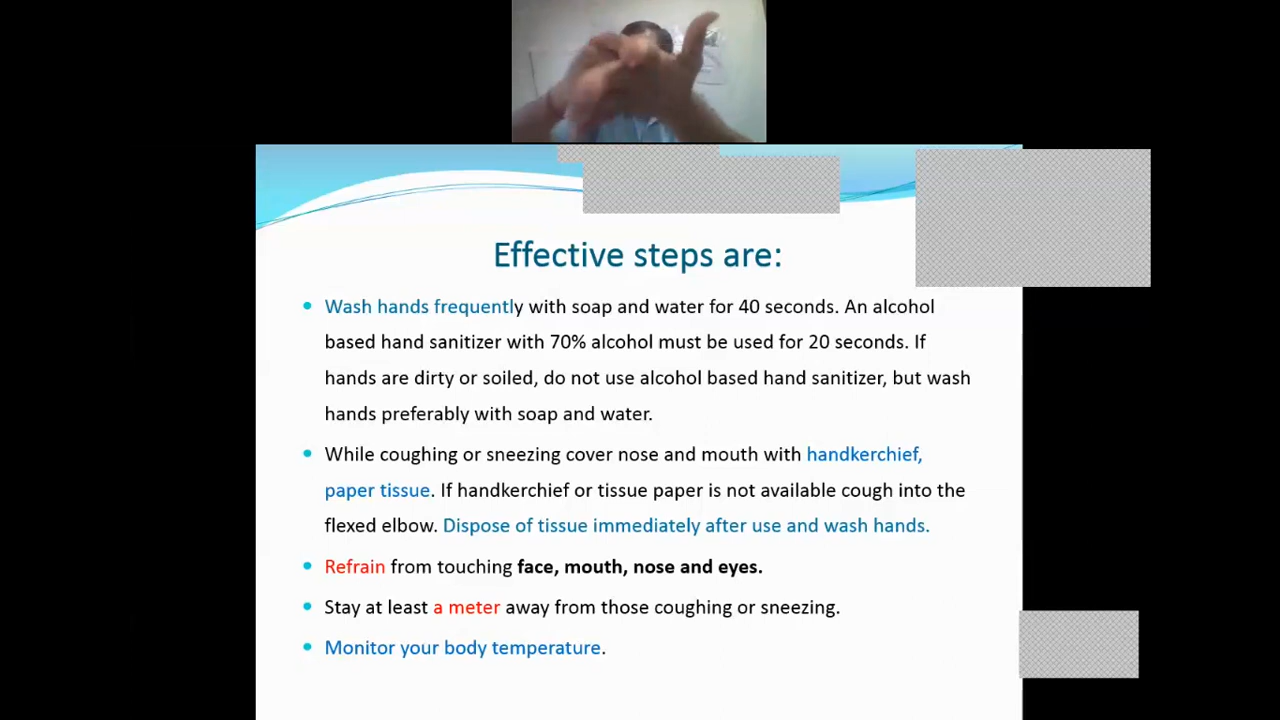 Effective steps are:
Wash hands frequently with soap and water for 40 seconds. An alcohol
based hand sanitizer with 70% alcohol must be used for 20 seconds. If
hands are dirty or soiled, do not use alcohol based hand sanitizer, but wash
hands preferably with soap and water.
While coughing or sneezing cover nose and mouth with handkerchief,
paper tissue. If handkerchief or tissue paper is not available cough into the
flexed elbow. Dispose of tissue immediately after use and wash hands.
Refrain from touching face, mouth, nose and eyes.
Stay at least a meter away from those coughing or sneezing.
Monitor your body temperature.